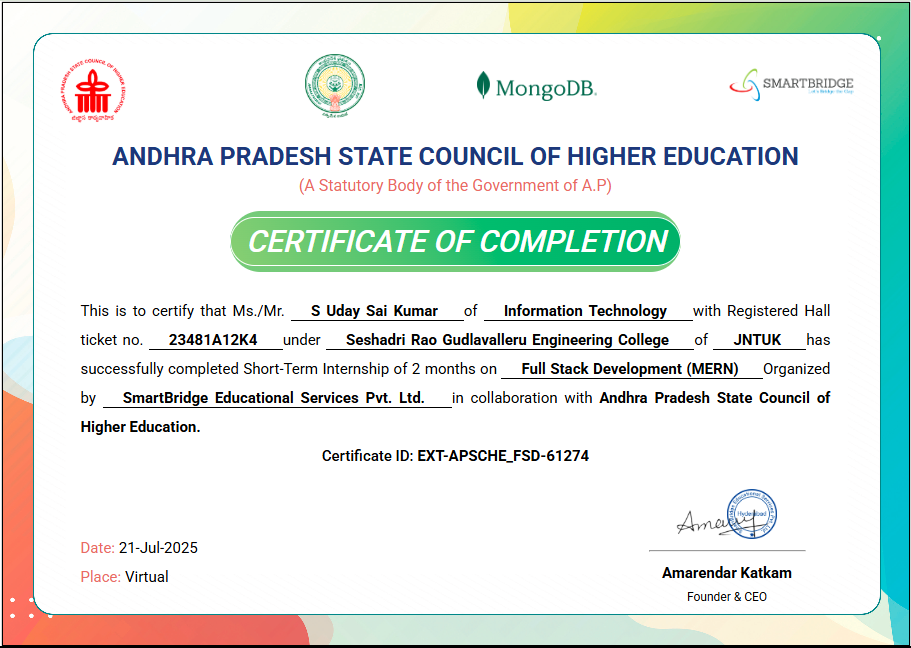 ANDHRA PRADESH STATE COUNCIL OF HIGHER EDUCATION
జ్ఞాన కార్యవాహిక
MongoDB.
SMARTBRIDGE
Let's Bridge the Gap
ANDHRA PRADESH STATE COUNCIL OF HIGHER EDUCATION
(A Statutory Body of the Government of A.P)
CERTIFICATE OF COMPLETION
This is to certify that Ms./Mr. S Uday Sai Kumar of Information Technology with Registered Hall
ticket no. 23481A12K4 under Seshadri Rao Gudlavalleru Engineering College of JNTUK has
successfully completed Short-Term Internship of 2 months on Full Stack Development (MERN) Organized
by SmartBridge Educational Services Pvt. Ltd. in collaboration with Andhra Pradesh State Council of
Higher Education.
Certificate ID: EXT-APSCHE_FSD-61274
Hyderabad
Date: 21-Jul-2025
Place: Virtual
Amarendar Katkam
Founder & CEO